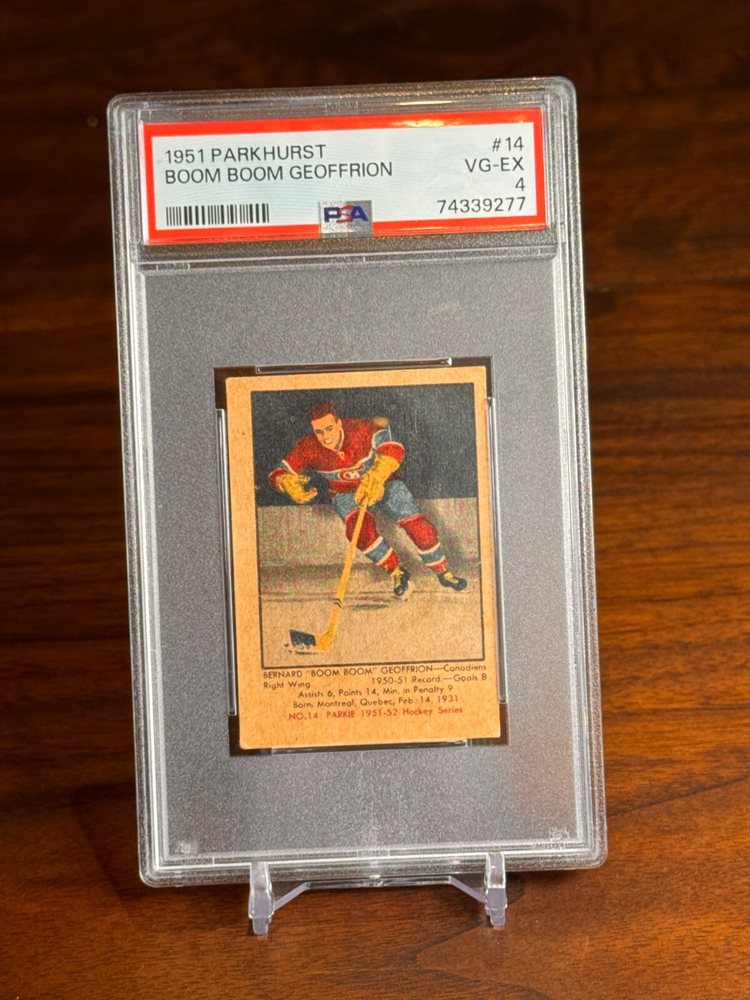 1951 PARKHURST #14
BOOM BOOM GEOFFRION VG-EX
4
PSA 74339277
BERNARD "BOOM BOOM" GEOFFRION—Canadiens
Right Wing 1950-51 Record.—Goals 8
Assists 6, Points 14, Min. in Penalty 9
Born, Montreal, Quebec, Feb. 14, 1931
NO.14 PARKIE 1951-52 Hockey Series